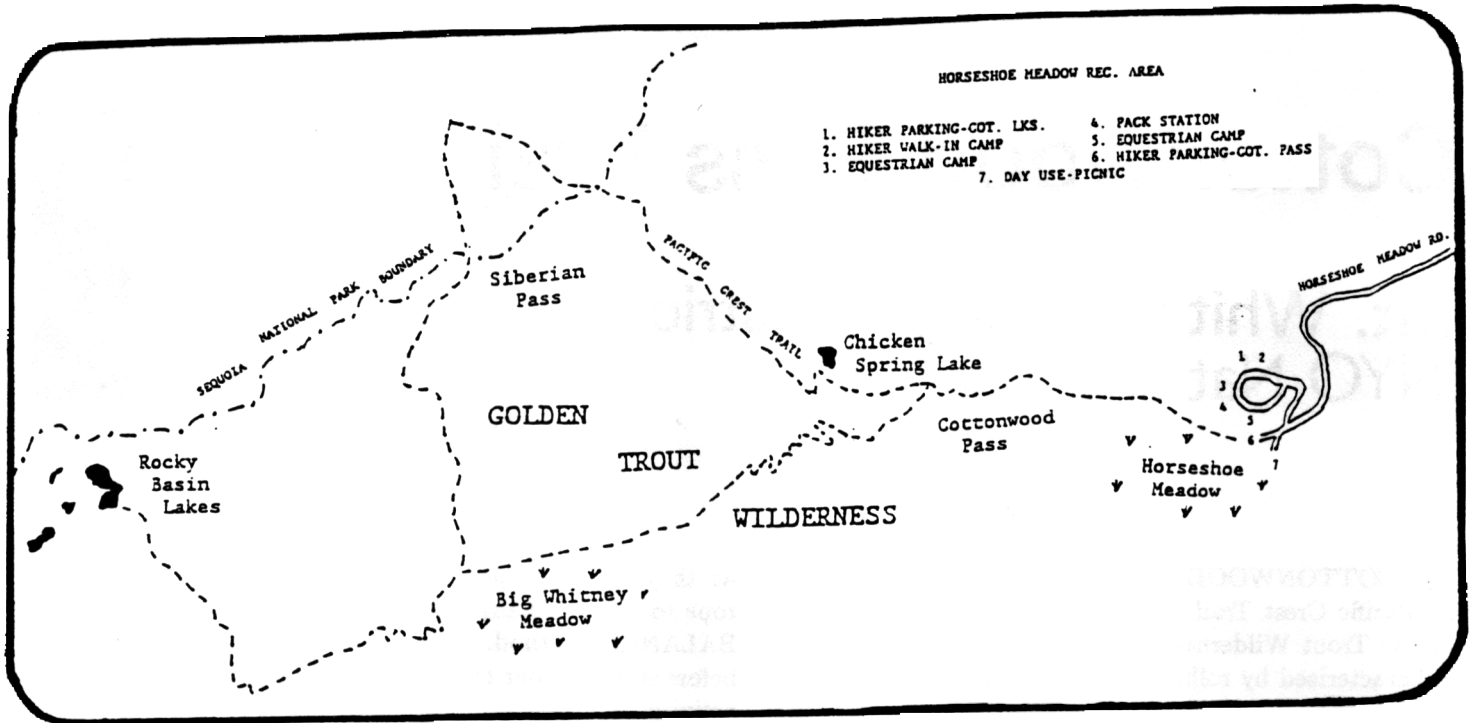 HORSESHOE MEADOW REC. AREA
1. HIKER PARKING-COT. LKS.
2. HIKER WALK-IN CAMP
3. EQUESTRIAN CAMP
4. PACK STATION
5. EQUESTRIAN CAMP
6. HIKER PARKING-COT. PASS
7. DAY USE-PICNIC
HORSESHOE MEADOW RD.
PACIFIC CREST TRAIL
SEQUOIA NATIONAL PARK BOUNDARY
Siberian
Pass
Chicken
Spring Lake
1 2
3
4
5
6
7
GOLDEN
TROUT
WILDERNESS
Cottonwood
Pass
Horseshoe
Meadow
Rocky
Basin
Lakes
Big Whitney
Meadow